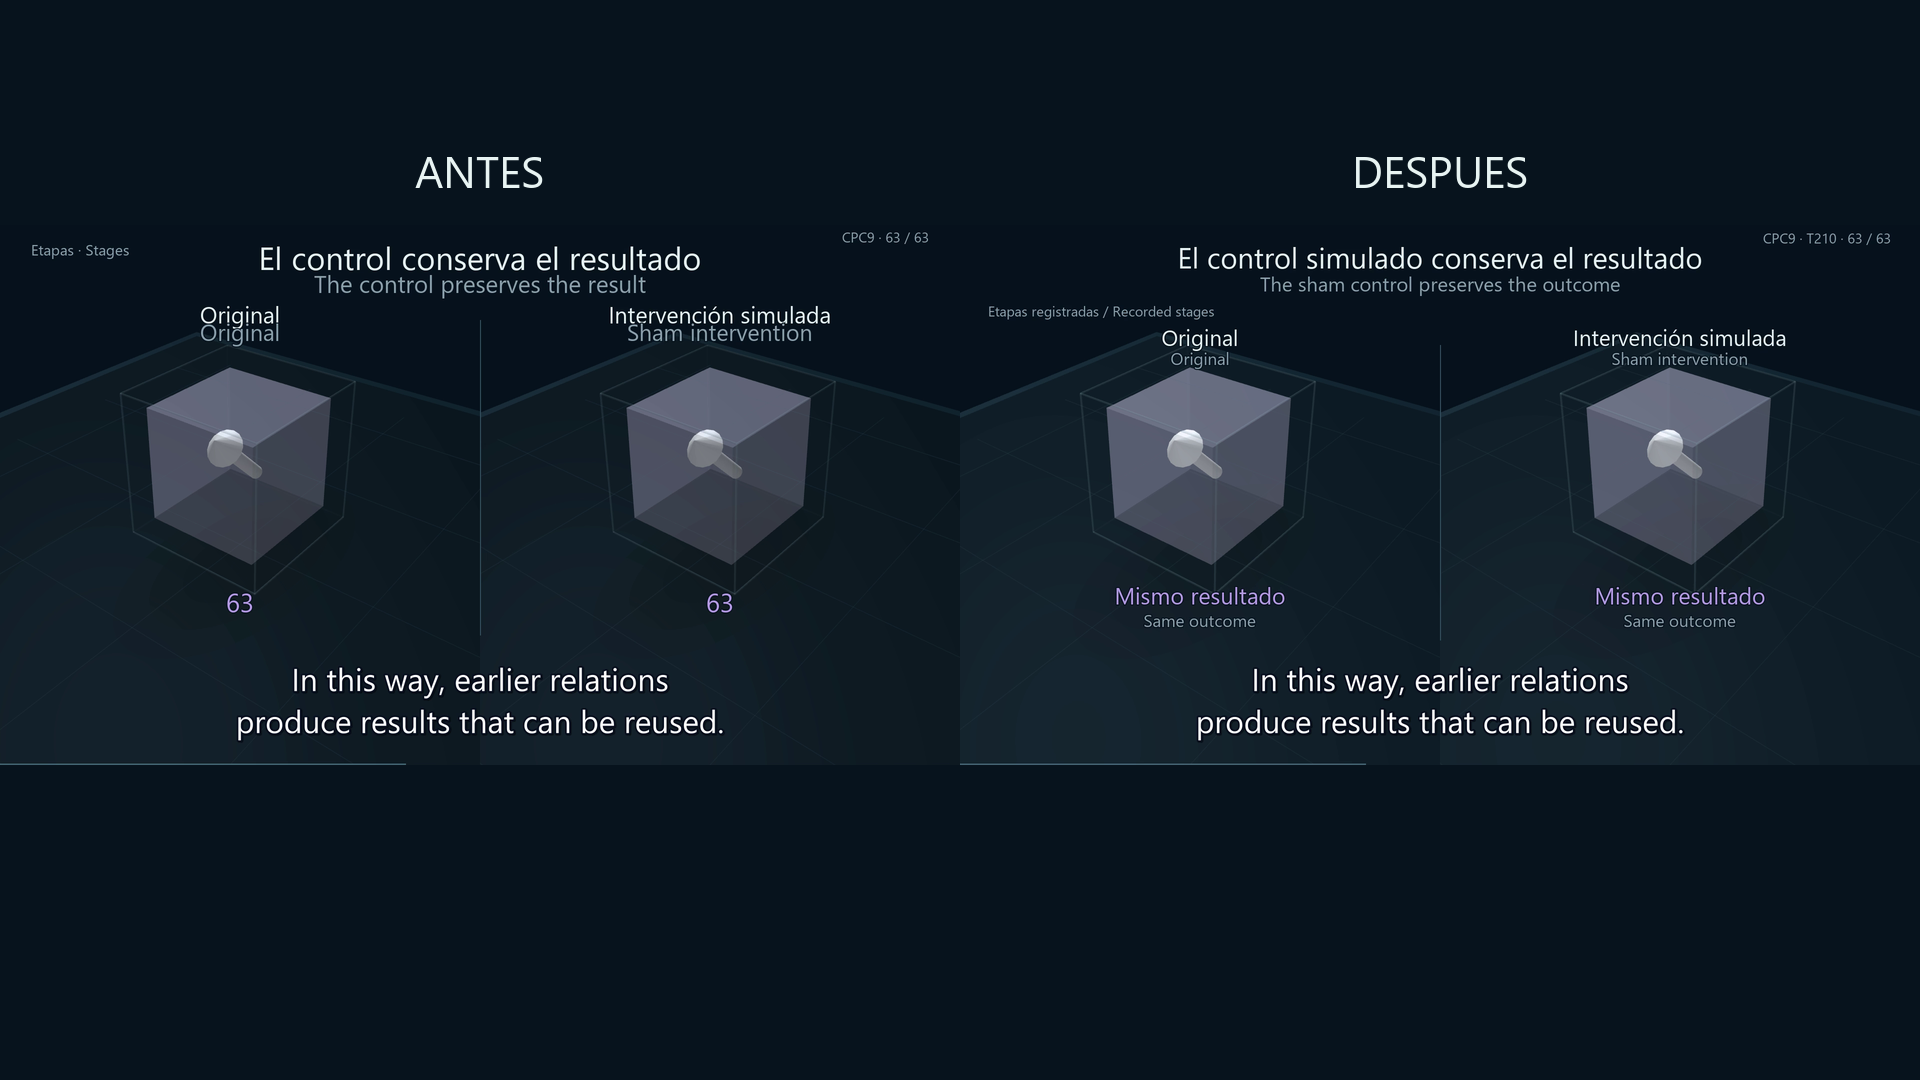 ANTES
CPC9 · 63 / 63
Etapas · Stages
El control conserva el resultado
The control preserves the result
Original
Original
Intervención simulada
Sham intervention
63
63
In this way, earlier relations
produce results that can be reused.
DESPUES
CPC9 · T210 · 63 / 63
El control simulado conserva el resultado
The sham control preserves the outcome
Etapas registradas / Recorded stages
Original
Original
Intervención simulada
Sham intervention
Mismo resultado
Same outcome
Mismo resultado
Same outcome
In this way, earlier relations
produce results that can be reused.